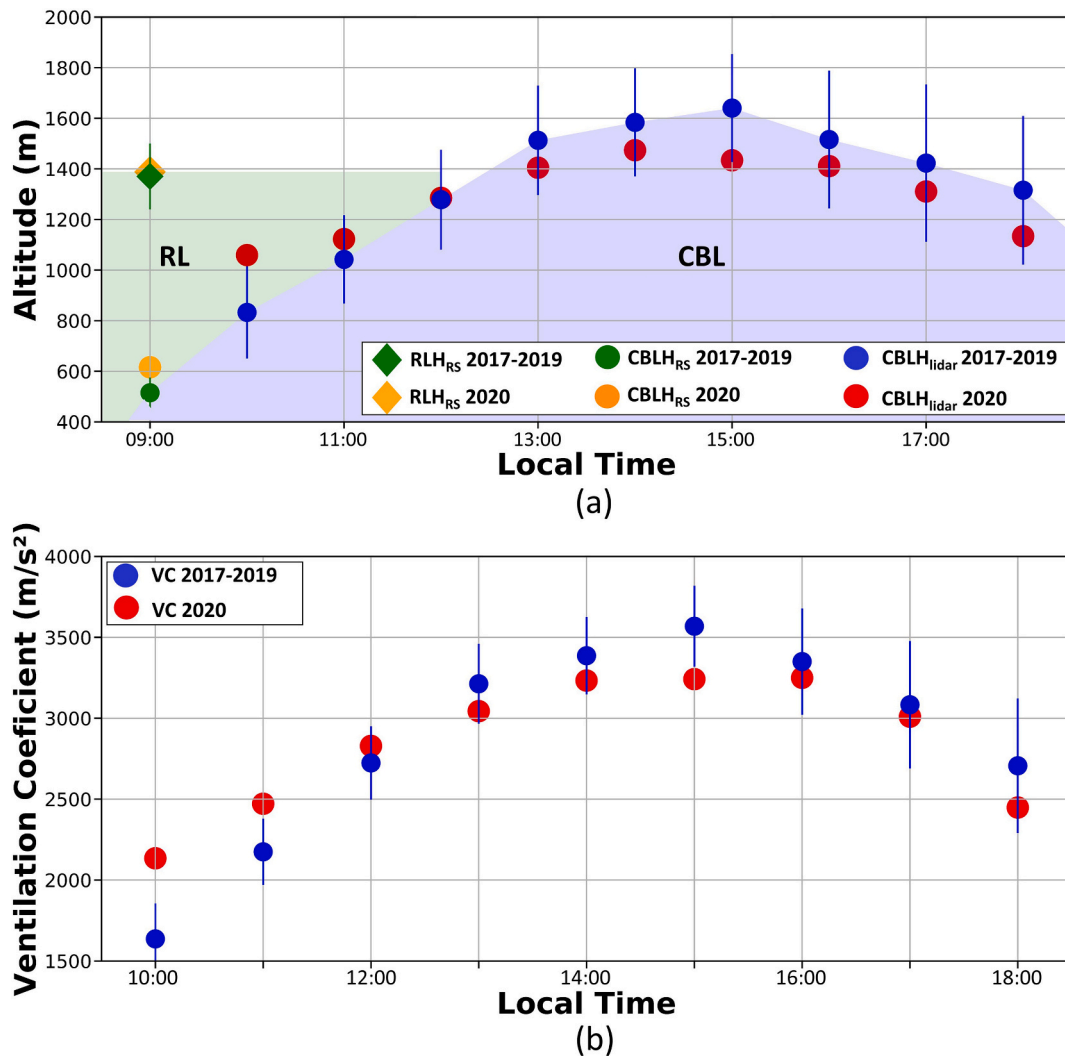 2000
1800
1600
1400
1200
1000
800
600
400
Altitude (m)
RL
CBL
RLH_RS 2017-2019
CBLH_RS 2017-2019
CBLH_lidar 2017-2019
RLH_RS 2020
CBLH_RS 2020
CBLH_lidar 2020
09:00 11:00 13:00 15:00 17:00
Local Time
(a)
4000
3500
3000
2500
2000
1500
Ventilation Coeficient (m/s²)
VC 2017-2019
VC 2020
10:00 12:00 14:00 16:00 18:00
Local Time
(b)